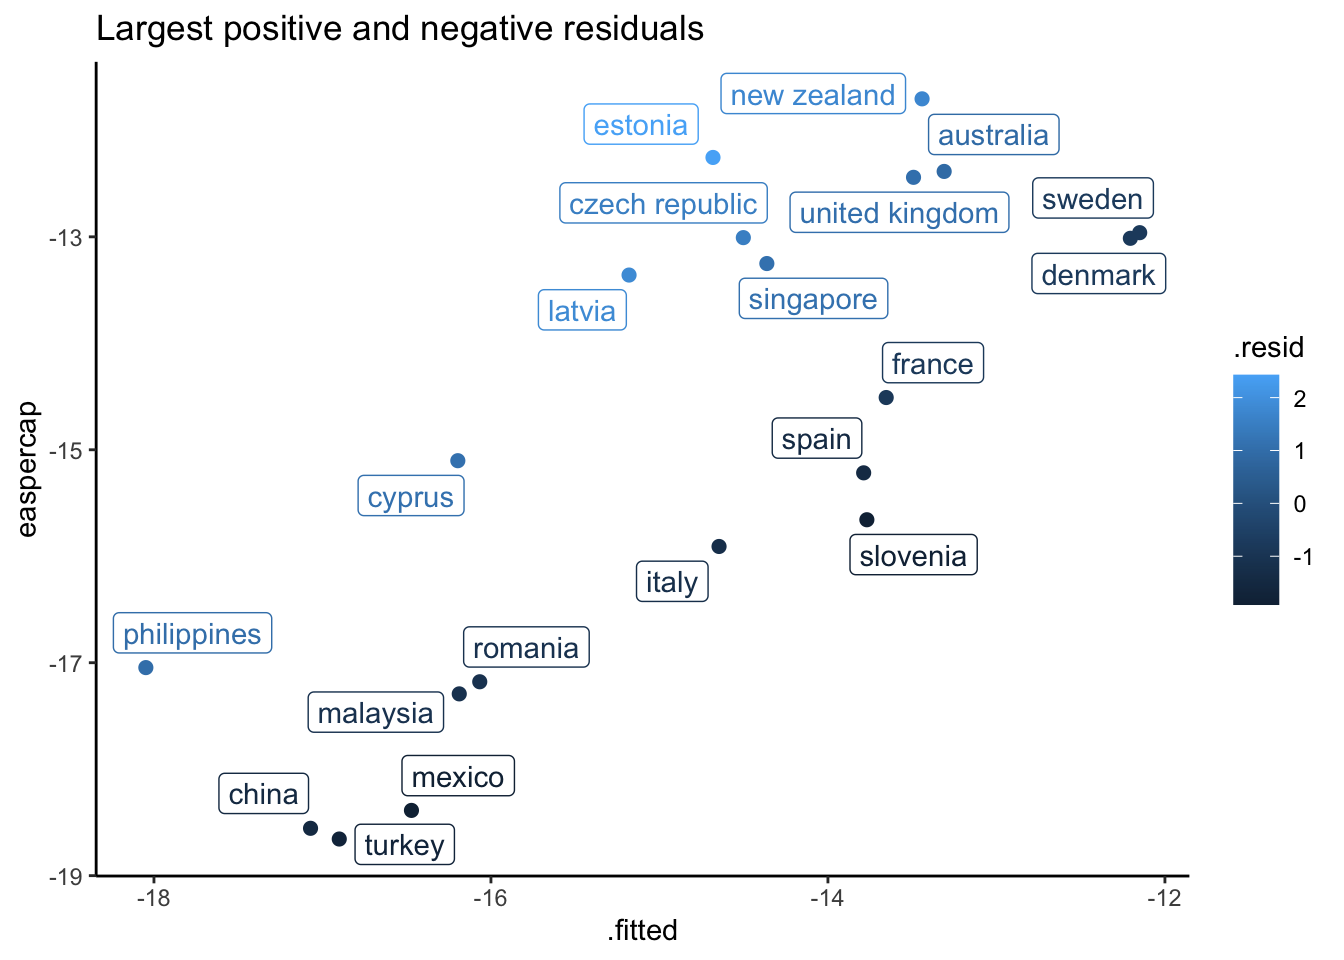 Largest positive and negative residuals
new zealand
estonia
australia
czech republic
united kingdom
sweden
denmark
latvia
singapore
france
spain
cyprus
slovenia
italy
philippines
romania
malaysia
mexico
china
turkey
-13
-15
-17
-19
easpercap
-18
-16
-14
-12
.fitted
.resid
2
1
0
-1